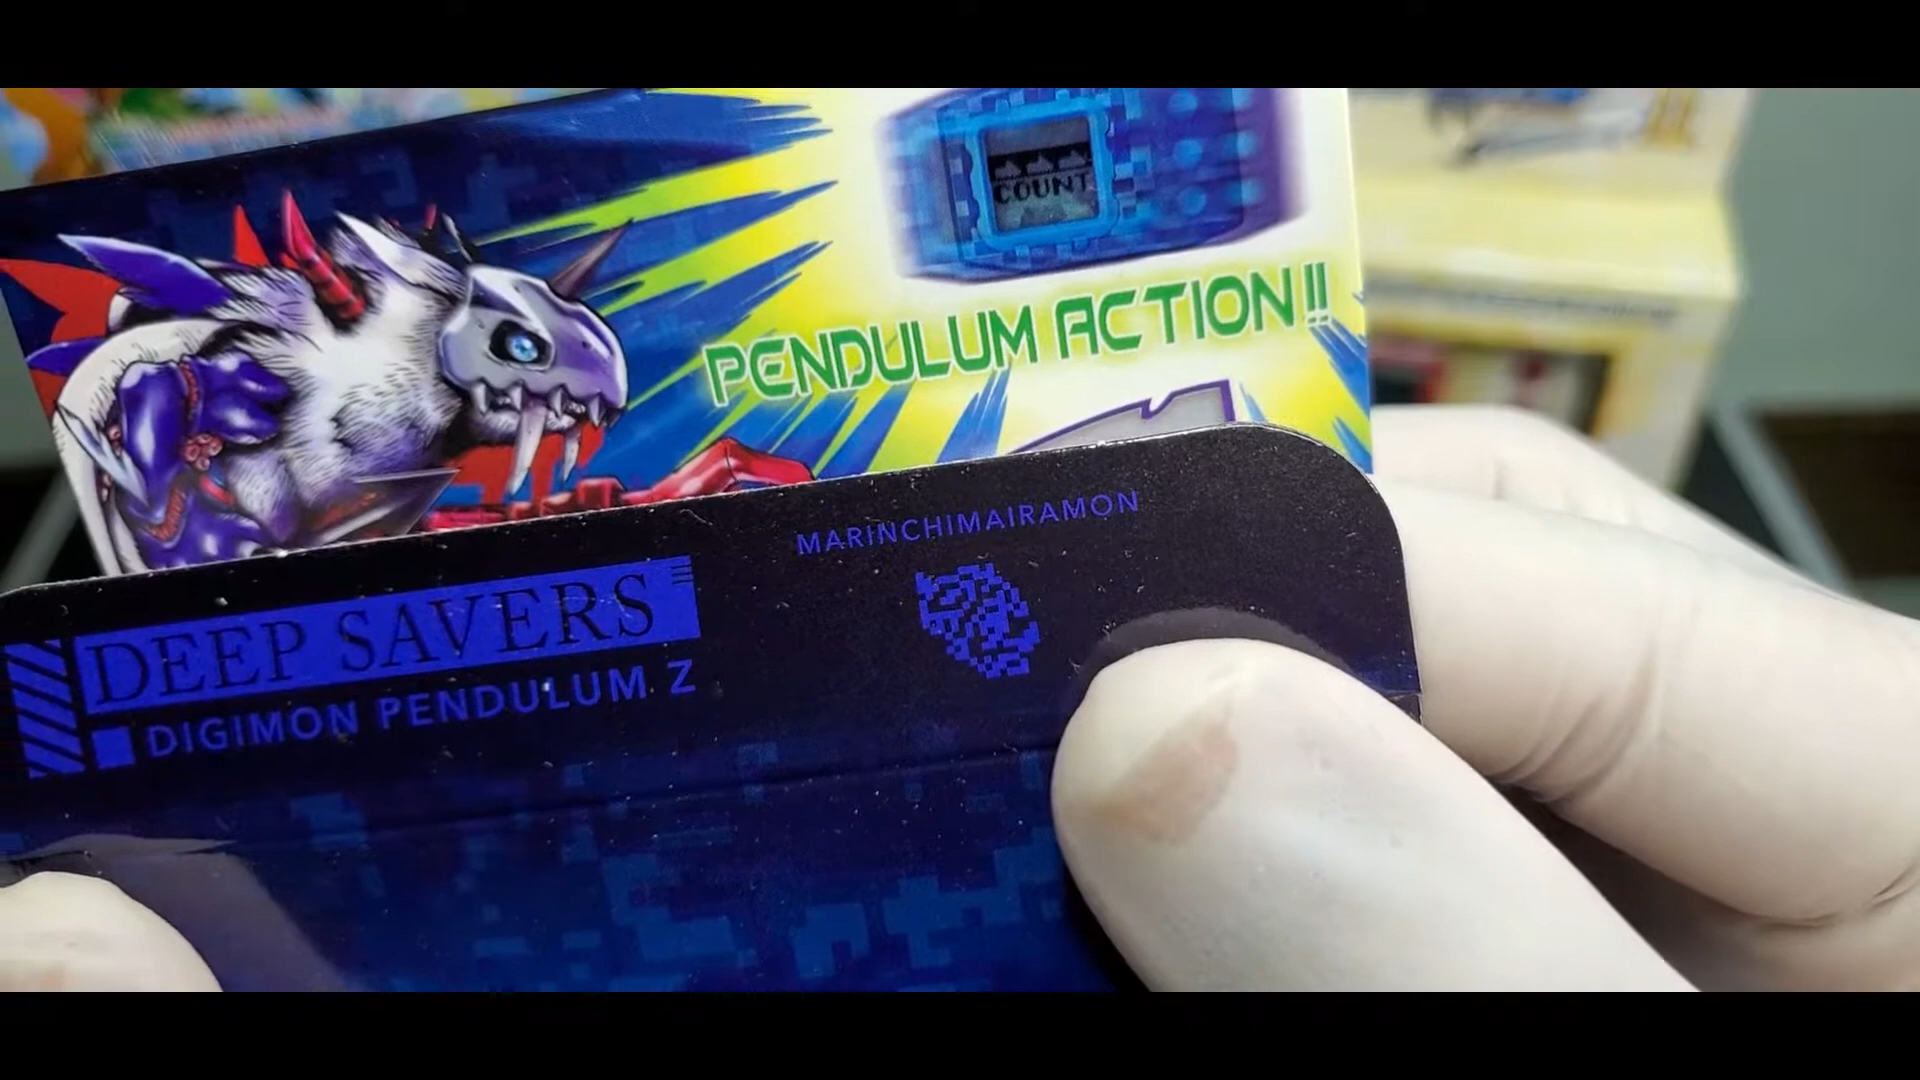 COUNT
PENDULUM ACTION!!
MARINCHIMAIRAMON
DEEP SAVERS
DIGIMON PENDULUM Z